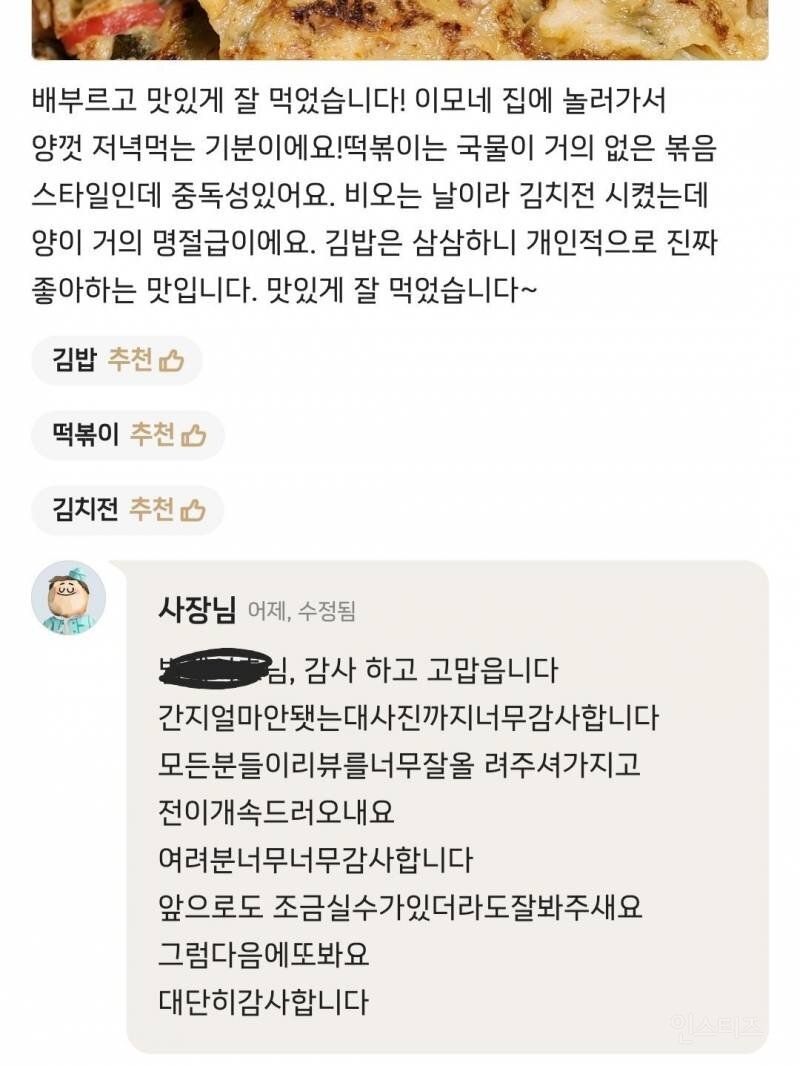 배부르고 맛있게 잘 먹었습니다! 이모네 집에 놀러가서
양껏 저녁먹는 기분이에요!떡볶이는 국물이 거의 없은 볶음
스타일인데 중독성있어요. 비오는 날이라 김치전 시켰는데
양이 거의 명절급이에요. 김밥은 삼삼하니 개인적으로 진짜
좋아하는 맛입니다. 맛있게 잘 먹었습니다~
김밥 추천
떡볶이 추천
김치전 추천
사장님 어제, 수정됨
님, 감사 하고 고맙읍니다
간지얼마안됏는대사진까지너무감사합니다
모든분들이리뷰를너무잘올 려주셔가지고
전이개속드러오내요
여려분너무너무감사합니다
앞으로도 조금실수가있더라도잘봐주새요
그럼다음에또봐요
대단히감사합니다
인스티즈